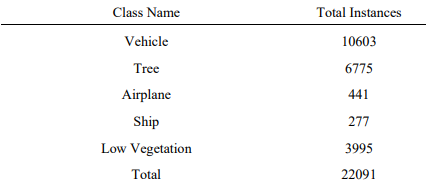 Class Name Total Instances
Vehicle 10603
Tree 6775
Airplane 441
Ship 277
Low Vegetation 3995
Total 22091